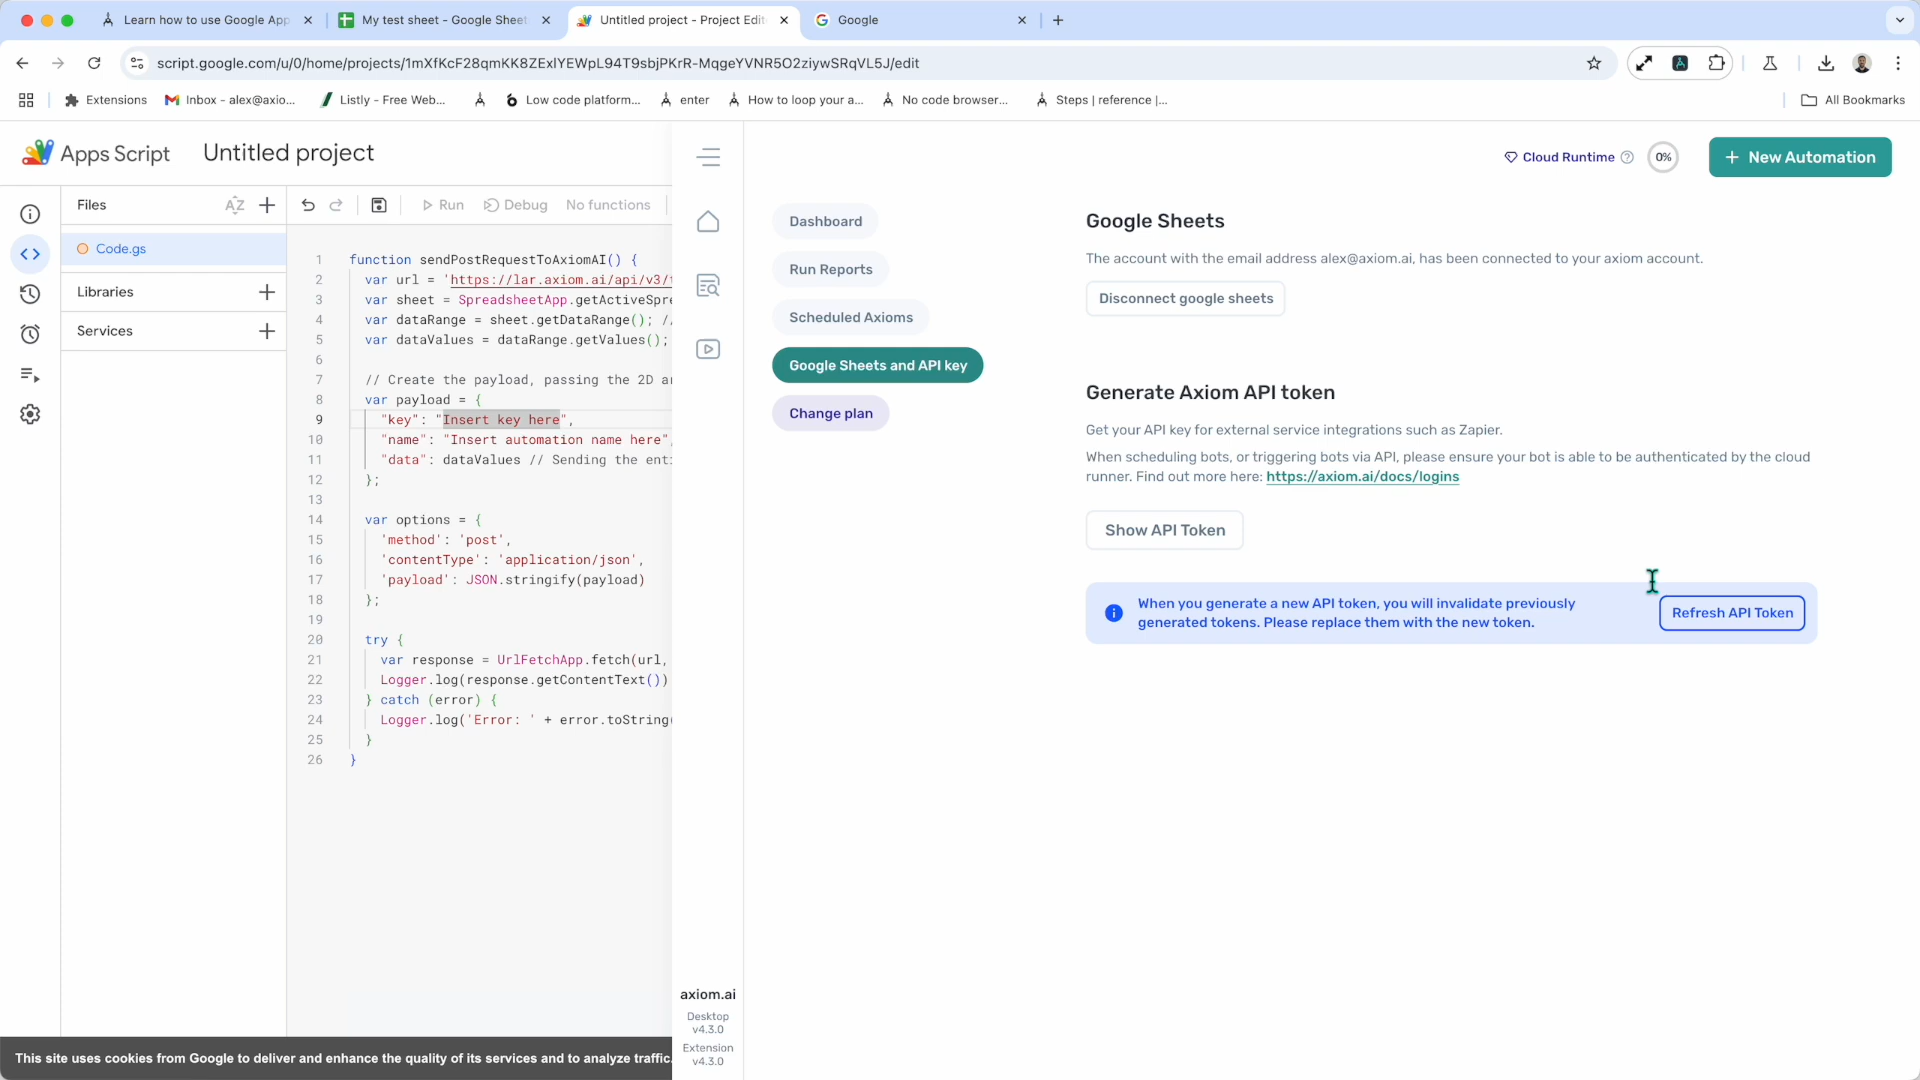 Learn how to use Google App
My test sheet - Google Sheet
Untitled project - Project Edit
Google
script.google.com/u/0/home/projects/1mXfKcF28qmKK8ZExIYEWpL94T9sbjPKrR-MqgeYVNR5O2ziywSRqVL5J/edit
Extensions
Inbox - alex@axio...
Listly - Free Web...
Low code platform...
enter
How to loop your a...
No code browser...
Steps | reference |...
All Bookmarks
Apps Script
Untitled project
Cloud Runtime
0%
+ New Automation
Files
AZ
Run
Debug
No functions
Code.gs
Libraries
Services
1 function sendPostRequestToAxiomAI() {
2 var url = 'https://lar.axiom.ai/api/v3/
3 var sheet = SpreadsheetApp.getActiveSpre
4 var dataRange = sheet.getDataRange(); /
5 var dataValues = dataRange.getValues();
6
7 // Create the payload, passing the 2D a
8 var payload = {
9 "key": "Insert key here",
10 "name": "Insert automation name here",
11 "data": dataValues // Sending the ent
12 };
13
14 var options = {
15 'method': 'post',
16 'contentType': 'application/json',
17 'payload': JSON.stringify(payload)
18 };
19
20 try {
21 var response = UrlFetchApp.fetch(url,
22 Logger.log(response.getContentText())
23 } catch (error) {
24 Logger.log('Error: ' + error.toString(
25 }
26 }
Dashboard
Run Reports
Scheduled Axioms
Google Sheets and API key
Change plan
Google Sheets
The account with the email address alex@axiom.ai, has been connected to your axiom account.
Disconnect google sheets
Generate Axiom API token
Get your API key for external service integrations such as Zapier.
When scheduling bots, or triggering bots via API, please ensure your bot is able to be authenticated by the cloud
runner. Find out more here: https://axiom.ai/docs/logins
Show API Token
When you generate a new API token, you will invalidate previously
generated tokens. Please replace them with the new token.
Refresh API Token
axiom.ai
Desktop
v4.3.0
Extension
v4.3.0
This site uses cookies from Google to deliver and enhance the quality of its services and to analyze traffic.